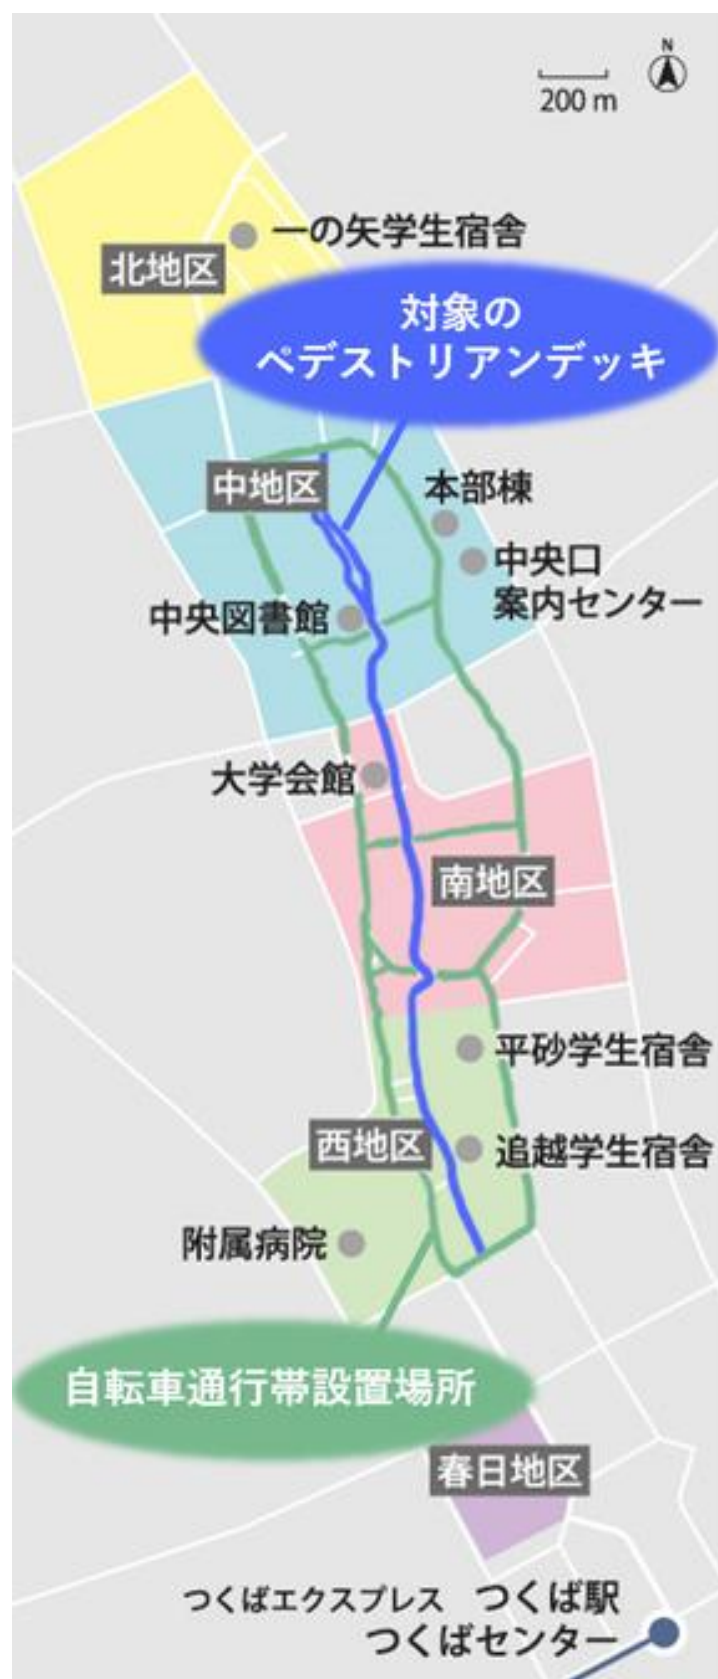 N
200 m
一の矢学生宿舎
北地区
対象の
ペデストリアンデッキ
中地区
本部棟
中央口
案内センター
中央図書館
大学会館
南地区
平砂学生宿舎
西地区
追越学生宿舎
附属病院
自転車通行帯設置場所
春日地区
つくばエクスプレス つくば駅
つくばセンター